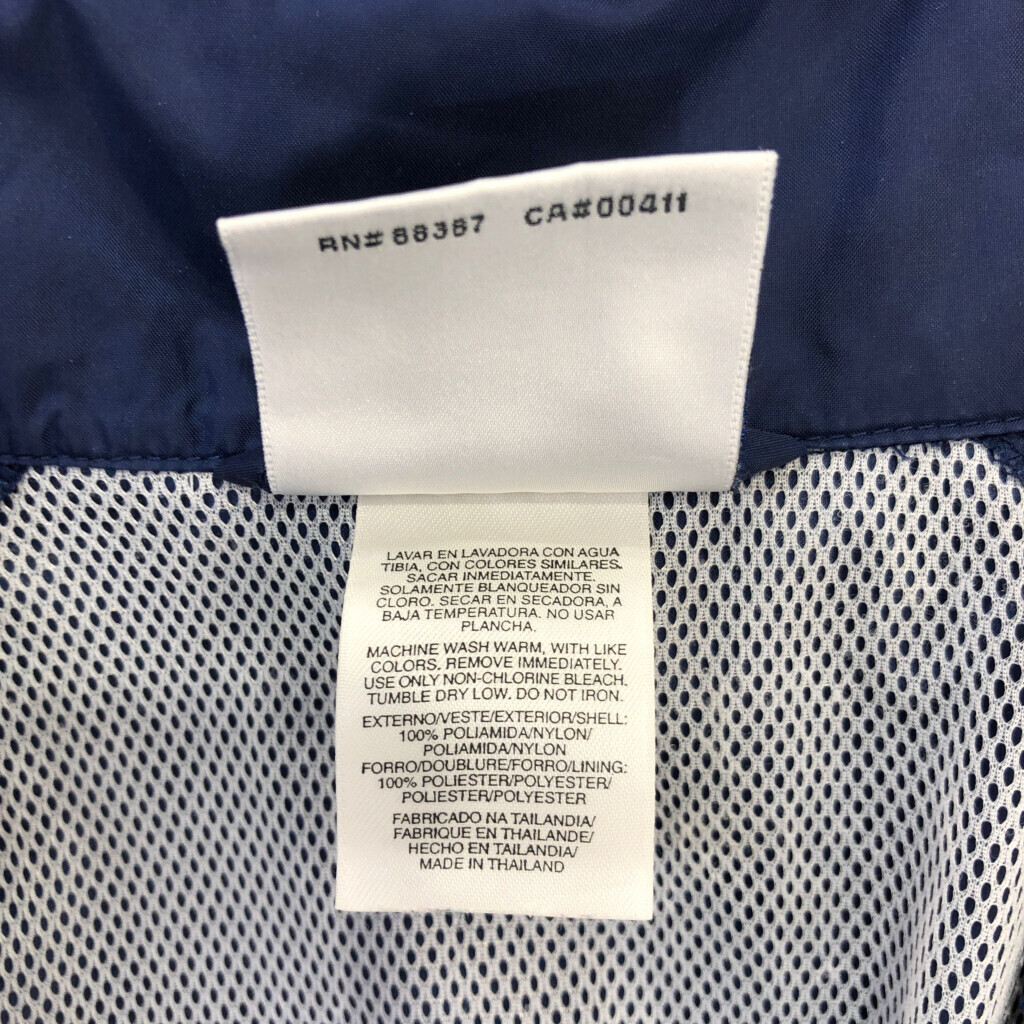 RN# 88387 CA#00411
LAVAR EN LAVADORA CON AGUA
TIBIA, CON COLORES SIMILARES.
SACAR INMEDIATAMENTE.
SOLAMENTE BLANQUEADOR SIN
CLORO. SECAR EN SECADORA, A
BAJA TEMPERATURA. NO USAR
PLANCHA.
MACHINE WASH WARM, WITH LIKE
COLORS. REMOVE IMMEDIATELY.
USE ONLY NON-CHLORINE BLEACH.
TUMBLE DRY LOW. DO NOT IRON.
EXTERNO/VESTE/EXTERIOR/SHELL:
100% POLIAMIDA/NYLON/
POLIAMIDA/NYLON
FORRO/DOUBLURE/FORRO/LINING:
100% POLIESTER/POLYESTER/
POLIESTER/POLYESTER
FABRICADO NA TAILANDIA/
FABRIQUE EN THAILANDE/
HECHO EN TAILANDIA/
MADE IN THAILAND